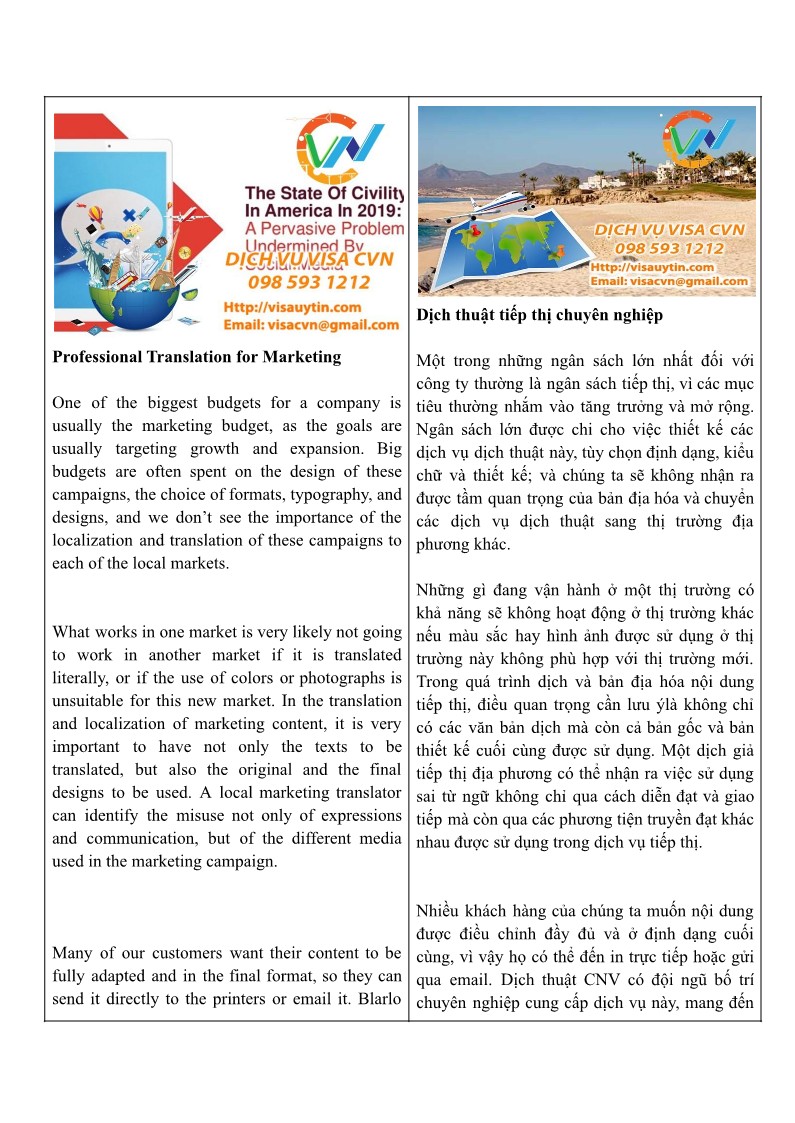 CVN
The State Of Civility
In America In 2019:
A Pervasive Problem
Undermined By
DỊCH VỤ VISA CVN
098 593 1212
Http://visauytin.com
Email: visacvn@gmail.com
Professional Translation for Marketing
One of the biggest budgets for a company is
usually the marketing budget, as the goals are
usually targeting growth and expansion. Big
budgets are often spent on the design of these
campaigns, the choice of formats, typography, and
designs, and we don’t see the importance of the
localization and translation of these campaigns to
each of the local markets.
What works in one market is very likely not going
to work in another market if it is translated
literally, or if the use of colors or photographs is
unsuitable for this new market. In the translation
and localization of marketing content, it is very
important to have not only the texts to be
translated, but also the original and the final
designs to be used. A local marketing translator
can identify the misuse not only of expressions
and communication, but of the different media
used in the marketing campaign.
Many of our customers want their content to be
fully adapted and in the final format, so they can
send it directly to the printers or email it. Blarlo
CVN
DỊCH VỤ VISA CVN
098 593 1212
Http://visauytin.com
Email: visacvn@gmail.com
Dịch thuật tiếp thị chuyên nghiệp
Một trong những ngân sách lớn nhất đối với
công ty thường là ngân sách tiếp thị, vì các mục
tiêu thường nhắm vào tăng trưởng và mở rộng.
Ngân sách lớn được chi cho việc thiết kế các
dịch vụ dịch thuật này, tùy chọn định dạng, kiểu
chữ và thiết kế; và chúng ta sẽ không nhận ra
được tầm quan trọng của bản địa hóa và chuyển
các dịch vụ dịch thuật sang thị trường địa
phương khác.
Những gì đang vận hành ở một thị trường có
khả năng sẽ không hoạt động ở thị trường khác
nếu màu sắc hay hình ảnh được sử dụng ở thị
trường này không phù hợp với thị trường mới.
Trong quá trình dịch và bản địa hóa nội dung
tiếp thị, điều quan trọng cần lưu ýlà không chỉ
có các văn bản dịch mà còn cả bản gốc và bản
thiết kế cuối cùng được sử dụng. Một dịch giả
tiếp thị địa phương có thể nhận ra việc sử dụng
sai từ ngữ không chỉ qua cách diễn đạt và giao
tiếp mà còn qua các phương tiện truyền đạt khác
nhau được sử dụng trong dịch vụ tiếp thị.
Nhiều khách hàng của chúng ta muốn nội dung
được điều chỉnh đầy đủ và ở định dạng cuối
cùng, vì vậy họ có thể đến in trực tiếp hoặc gửi
qua email. Dịch thuật CNV có đội ngũ bố trí
chuyên nghiệp cung cấp dịch vụ này, mang đến